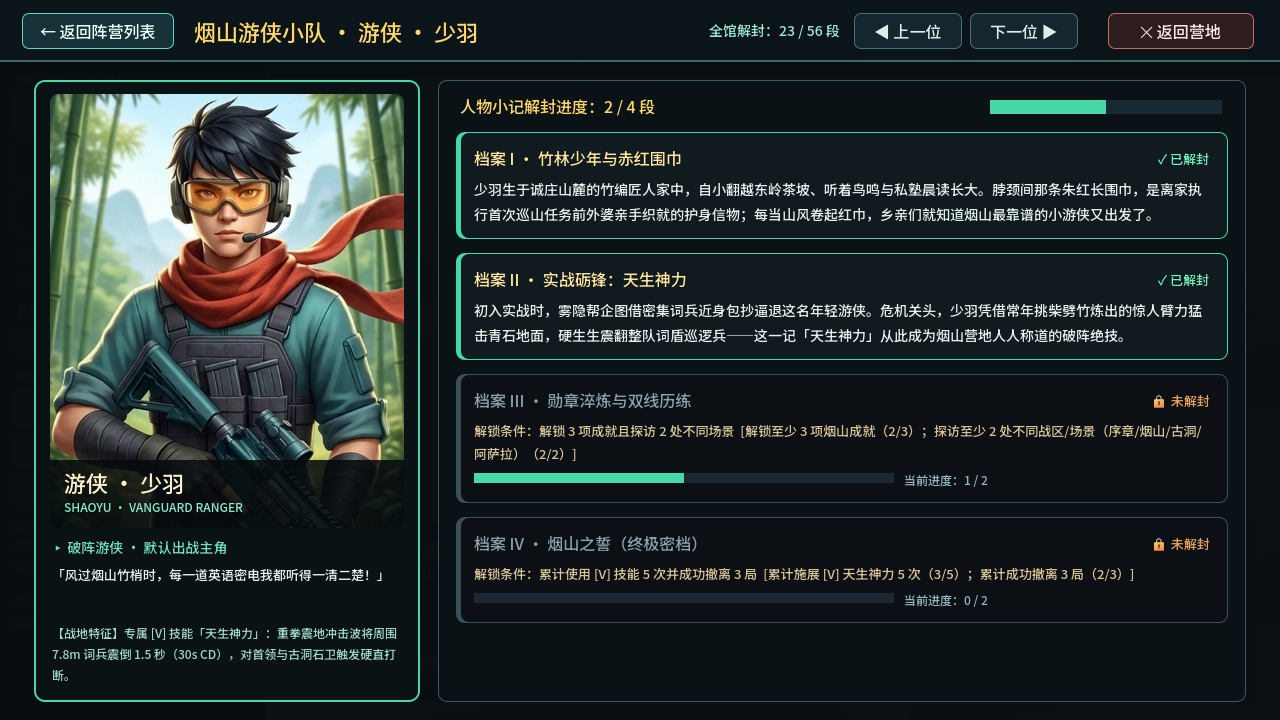 ← 返回阵营列表
烟山游侠小队 · 游侠 · 少羽
全馆解封：23 / 56 段
◀ 上一位
下一位 ▶
✕ 返回营地
游侠 · 少羽
SHAOYU · VANGUARD RANGER
▸ 破阵游侠 · 默认出战主角
「风过烟山竹梢时，每一道英语密电我都听得一清二楚！」
【战地特征】专属 [V] 技能「天生神力」：重拳震地冲击波将周围
7.8m 词兵震倒 1.5 秒（30s CD），对首领与古洞石卫触发硬直打
断。
人物小记解封进度：2 / 4 段
档案 I · 竹林少年与赤红围巾
✓ 已解封
少羽生于诚庄山麓的竹编匠人家中，自小翻越东岭茶坡、听着鸟鸣与私塾晨读长大。脖颈间那条朱红长围巾，是离家执
行首次巡山任务前外婆亲手织就的护身信物；每当山风卷起红巾，乡亲们就知道烟山最靠谱的小游侠又出发了。
档案 II · 实战砺锋：天生神力
✓ 已解封
初入实战时，雾隐帮企图借密集词兵近身包抄逼退这名年轻游侠。危机关头，少羽凭借常年挑柴劈竹炼出的惊人臂力猛
击青石地面，硬生生震翻整队词盾巡逻兵——这一记「天生神力」从此成为烟山营地人人称道的破阵绝技。
档案 III · 勋章淬炼与双线历练
🔒 未解封
解锁条件：解锁 3 项成就且探访 2 处不同场景 [解锁至少 3 项烟山成就（2/3）；探访至少 2 处不同战区/场景（序章/烟山/古洞/
阿萨拉）（2/2）]
当前进度：1 / 2
档案 IV · 烟山之誓（终极密档）
🔒 未解封
解锁条件：累计使用 [V] 技能 5 次并成功撤离 3 局 [累计施展 [V] 天生神力 5 次（3/5）；累计成功撤离 3 局（2/3）]
当前进度：0 / 2